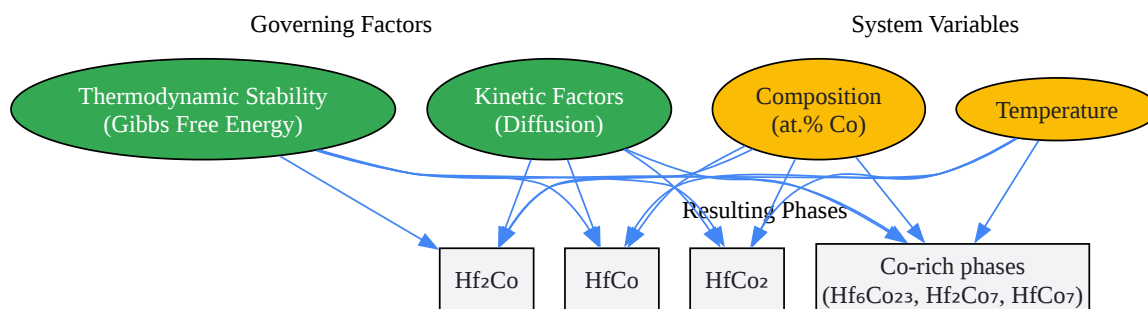 Governing Factors
System Variables
Thermodynamic Stability
(Gibbs Free Energy)
Kinetic Factors
(Diffusion)
Composition
(at.% Co)
Temperature
Resulting Phases
Hf₂Co
HfCo
HfCo₂
Co-rich phases
(Hf₆Co₂₃, Hf₂Co₇, HfCo₇)